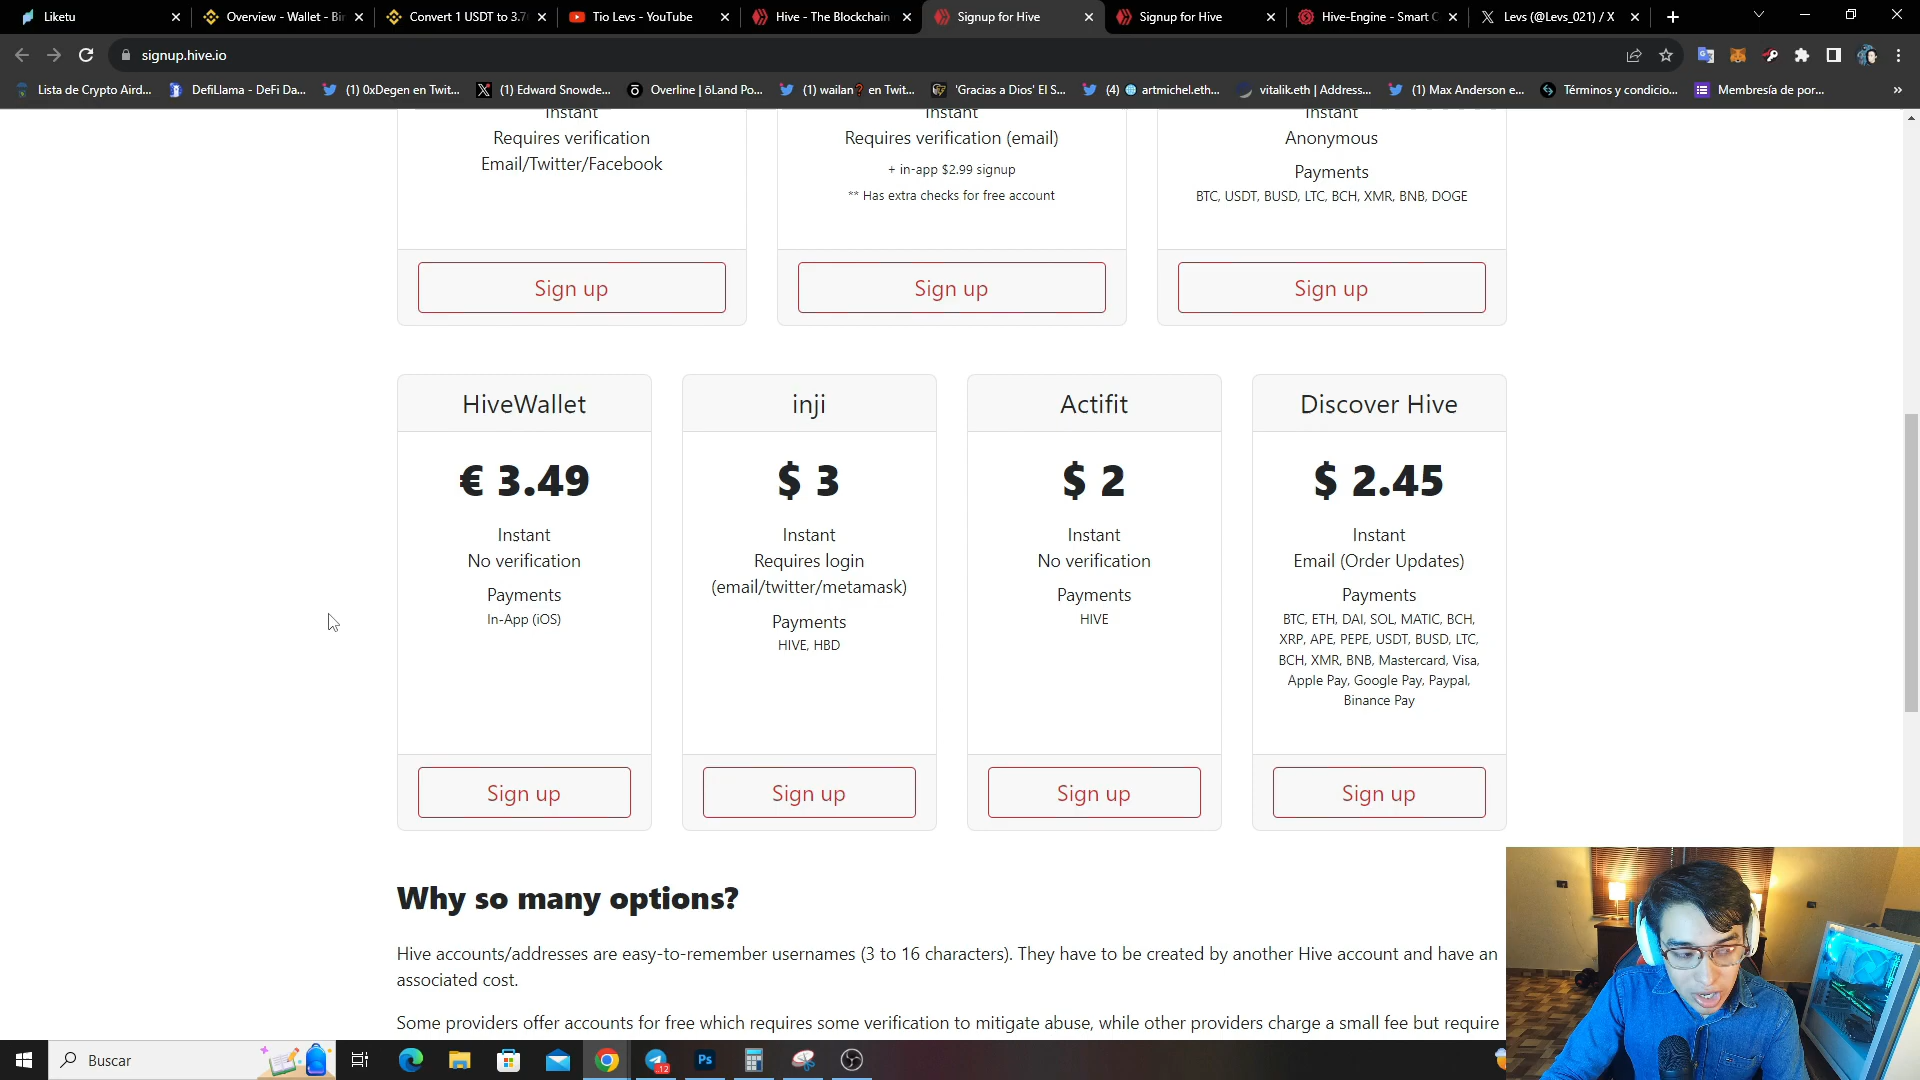 Liketu
Overview - Wallet - Bin
Convert 1 USDT to 3.70
Tio Levs - YouTube
Hive - The Blockchain
Signup for Hive
Signup for Hive
Hive-Engine - Smart C
Levs (@Levs_021) / X
signup.hive.io
Lista de Crypto Aird...
DefiLlama - DeFi Da...
(1) 0xDegen en Twit...
(1) Edward Snowde...
Overline | ōLand Po...
(1) wailan❓ en Twit...
'Gracias a Dios' El S...
(4) 🌐 artmichel.eth...
vitalik.eth | Address...
(1) Max Anderson e...
Términos y condicio...
Membresía de por...
»
Instant
Requires verification
Email/Twitter/Facebook
Sign up
Instant
Requires verification (email)
+ in-app $2.99 signup
** Has extra checks for free account
Sign up
Instant
Anonymous
Payments
BTC, USDT, BUSD, LTC, BCH, XMR, BNB, DOGE
Sign up
HiveWallet
€ 3.49
Instant
No verification
Payments
In-App (iOS)
Sign up
inji
$ 3
Instant
Requires login
(email/twitter/metamask)
Payments
HIVE, HBD
Sign up
Actifit
$ 2
Instant
No verification
Payments
HIVE
Sign up
Discover Hive
$ 2.45
Instant
Email (Order Updates)
Payments
BTC, ETH, DAI, SOL, MATIC, BCH,
XRP, APE, PEPE, USDT, BUSD, LTC,
BCH, XMR, BNB, Mastercard, Visa,
Apple Pay, Google Pay, Paypal,
Binance Pay
Sign up
Why so many options?
Hive accounts/addresses are easy-to-remember usernames (3 to 16 characters). They have to be created by another Hive account and have an
associated cost.
Some providers offer accounts for free which requires some verification to mitigate abuse, while other providers charge a small fee but require
Buscar
12
Ps